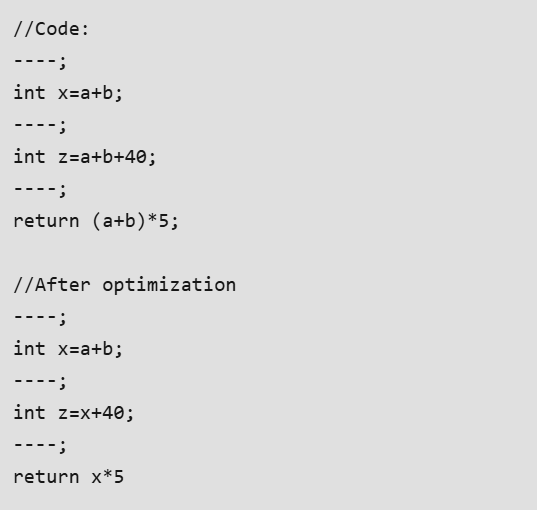 //Code:
----;
int x=a+b;
----;
int z=a+b+40;
----;
return (a+b)*5;
//After optimization
----;
int x=a+b;
----;
int z=x+40;
----;
return x*5